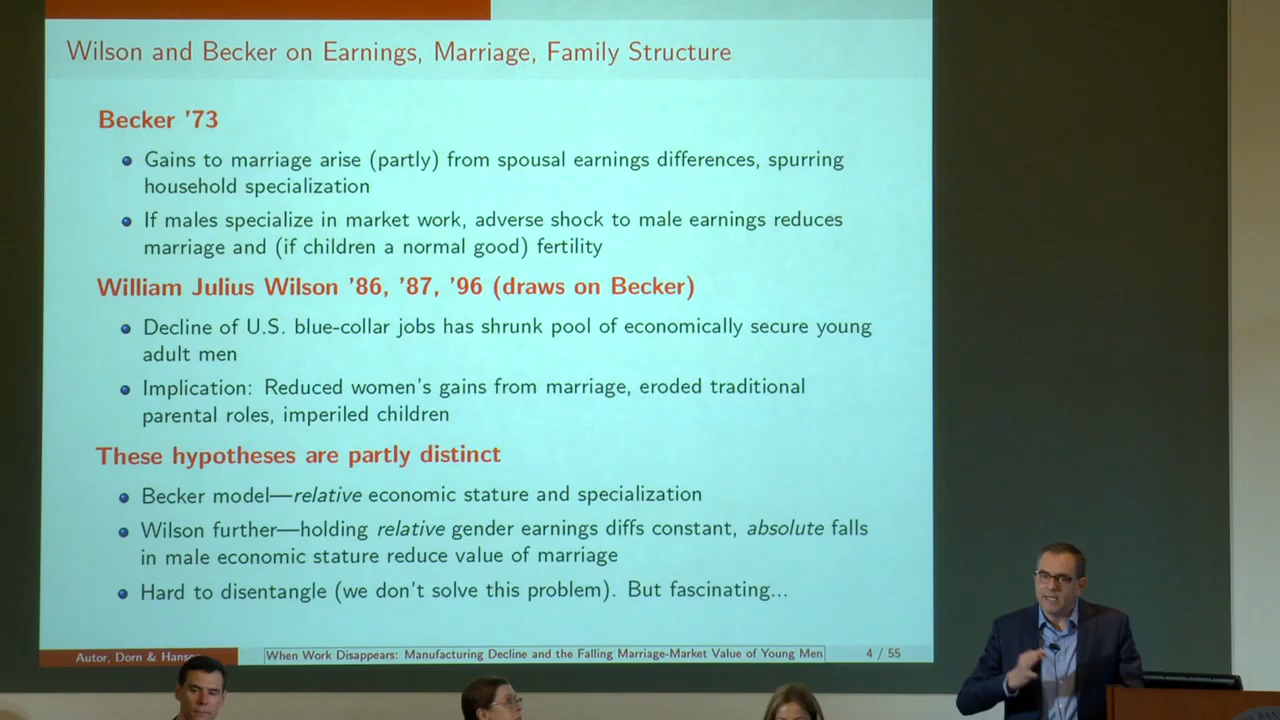 Wilson and Becker on Earnings, Marriage, Family Structure
Becker '73
Gains to marriage arise (partly) from spousal earnings differences, spurring
household specialization
If males specialize in market work, adverse shock to male earnings reduces
marriage and (if children a normal good) fertility
William Julius Wilson '86, '87, '96 (draws on Becker)
Decline of U.S. blue-collar jobs has shrunk pool of economically secure young
adult men
Implication: Reduced women's gains from marriage, eroded traditional
parental roles, imperiled children
These hypotheses are partly distinct
Becker model—relative economic stature and specialization
Wilson further—holding relative gender earnings diffs constant, absolute falls
in male economic stature reduce value of marriage
Hard to disentangle (we don't solve this problem). But fascinating...
Autor, Dorn & When Work Disappears: Manufacturing Decline and the Falling Marriage-Market Value of Young Men 4 / 55